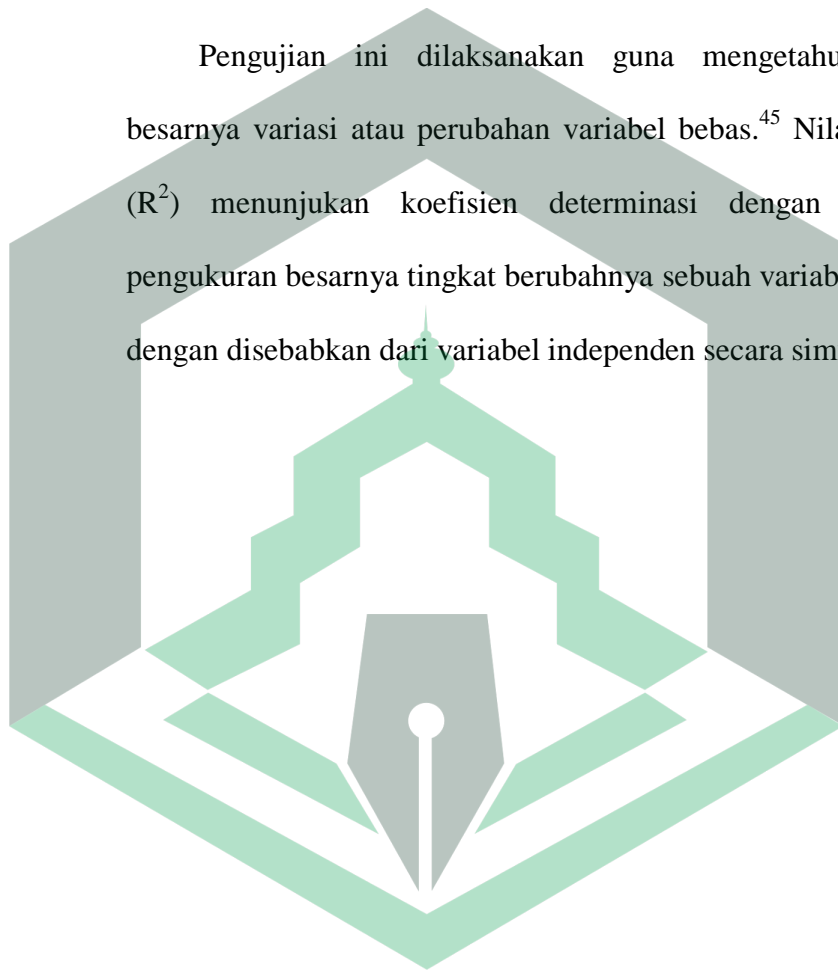 Pengujian ini dilaksanakan guna mengetahu
besarnya variasi atau perubahan variabel bebas.⁴⁵ Nila
(R²) menunjukan koefisien determinasi dengan
pengukuran besarnya tingkat berubahnya sebuah variab
dengan disebabkan dari variabel independen secara sim